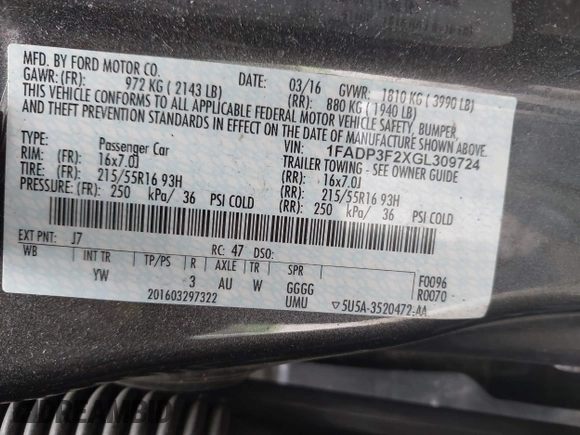 MFD. BY FORD MOTOR CO.
DATE: 03/16 GVWR: 1810 KG ( 3990 LB)
GAWR:(FR): 972 KG ( 2143 LB) (RR): 880 KG ( 1940 LB)
THIS VEHICLE CONFORMS TO ALL APPLICABLE FEDERAL MOTOR VEHICLE SAFETY, BUMPER,
AND THEFT PREVENTION STANDARDS IN EFFECT ON THE DATE OF MANUFACTURE SHOWN ABOVE.
VIN: 1FADP3F2XGL309724
TYPE: Passenger Car TRAILER TOWING - SEE OWNER GUIDE
RIM: (FR): 16x7.0J (RR): 16x7.0J
TIRE: (FR): 215/55R16 93H (RR): 215/55R16 93H
PRESSURE: (FR): 250 kPa/ 36 PSI COLD (RR): 250 kPa/ 36 PSI COLD
EXT PNT: J7 RC: 47 DSO:
WB INT TR TP/PS R AXLE TR SPR F0096
YW 3 AU W GGGG R0070
201603297322 UMU ▽5U5A-3520472-AA